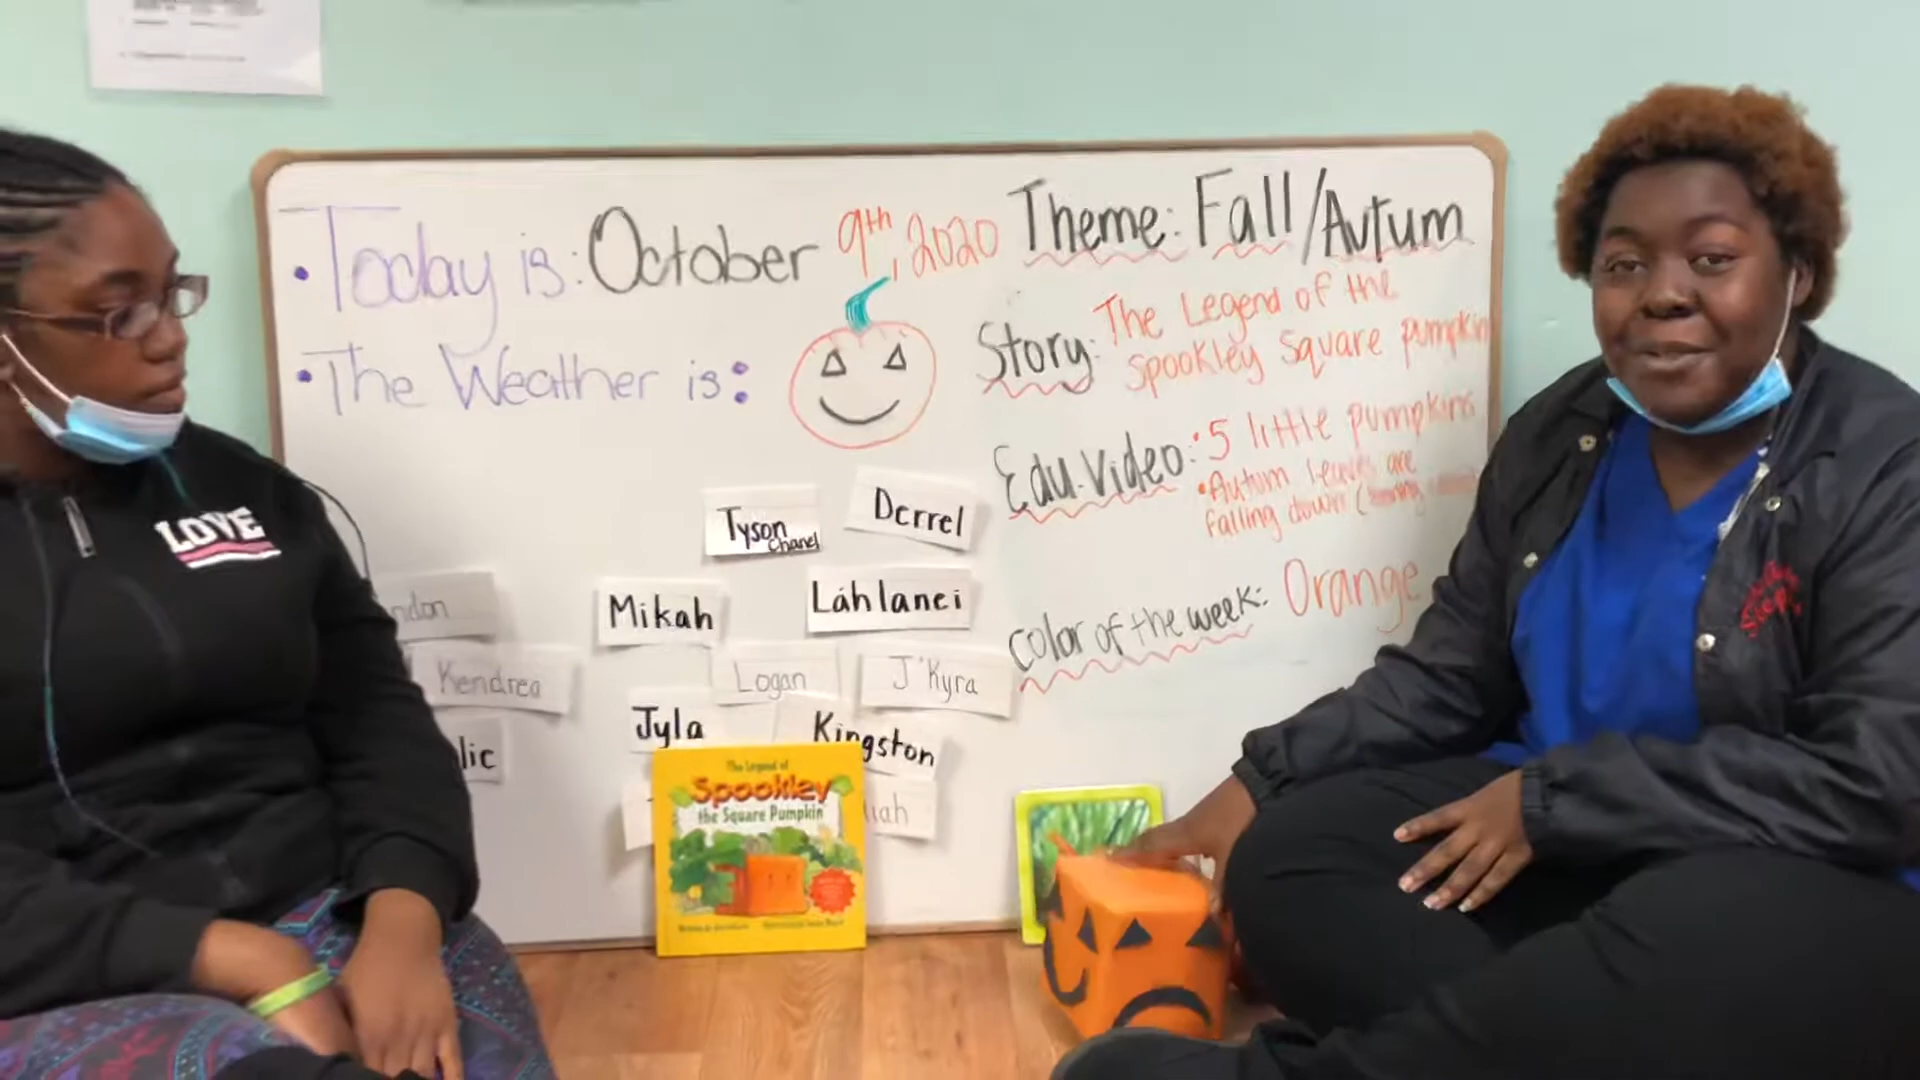 • Today is: October 9th, 2020
• The Weather is:
Theme: Fall/Autum
Story: The Legend of the
Spookley Square pumpkin
Edu. Video: • 5 little pumpkins
• Autum leaves are
falling down (
Color of the week: Orange
Tyson
Chanel
Derrel
Mikah
Láhlanei
Kendrea
Logan
J'Kyra
Jyla
Kingston
LOVE
The Legend of
Spookley
the Square Pumpkin